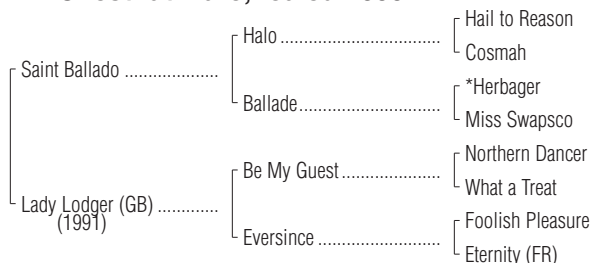 Hail to Reason
Halo ....................................
Cosmah
Saint Ballado .....................
*Herbager
Ballade................................
Miss Swapsco
Northern Dancer
Be My Guest......................
What a Treat
Lady Lodger (GB) .............
(1991)
Foolish Pleasure
Eversince ...........................
Eternity (FR)